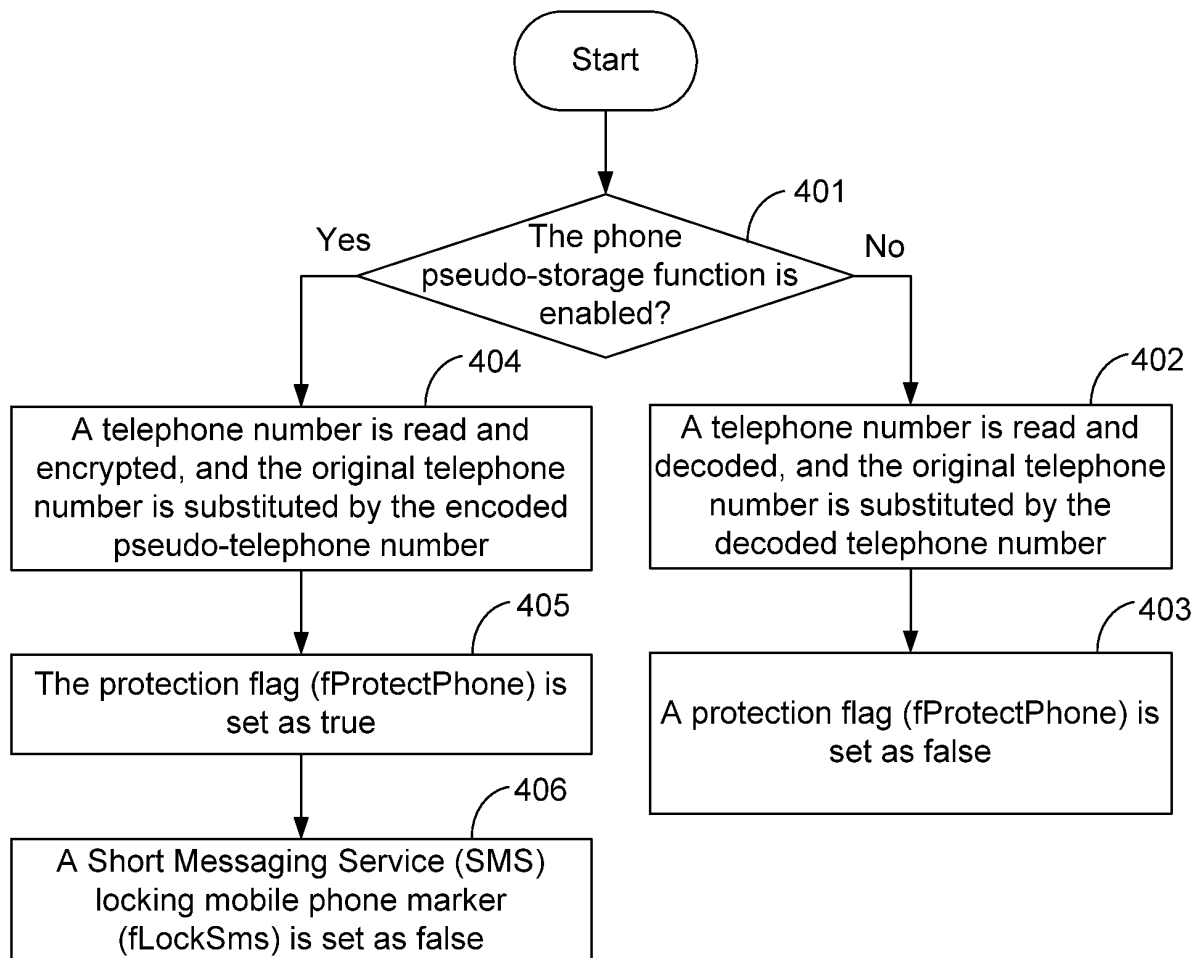 Start
401
Yes
The phone
pseudo-storage function is
enabled?
No
404
A telephone number is read and
encrypted, and the original telephone
number is substituted by the encoded
pseudo-telephone number
402
A telephone number is read and
decoded, and the original telephone
number is substituted by the
decoded telephone number
405
The protection flag (fProtectPhone) is
set as true
403
A protection flag (fProtectPhone) is
set as false
406
A Short Messaging Service (SMS)
locking mobile phone marker
(fLockSms) is set as false